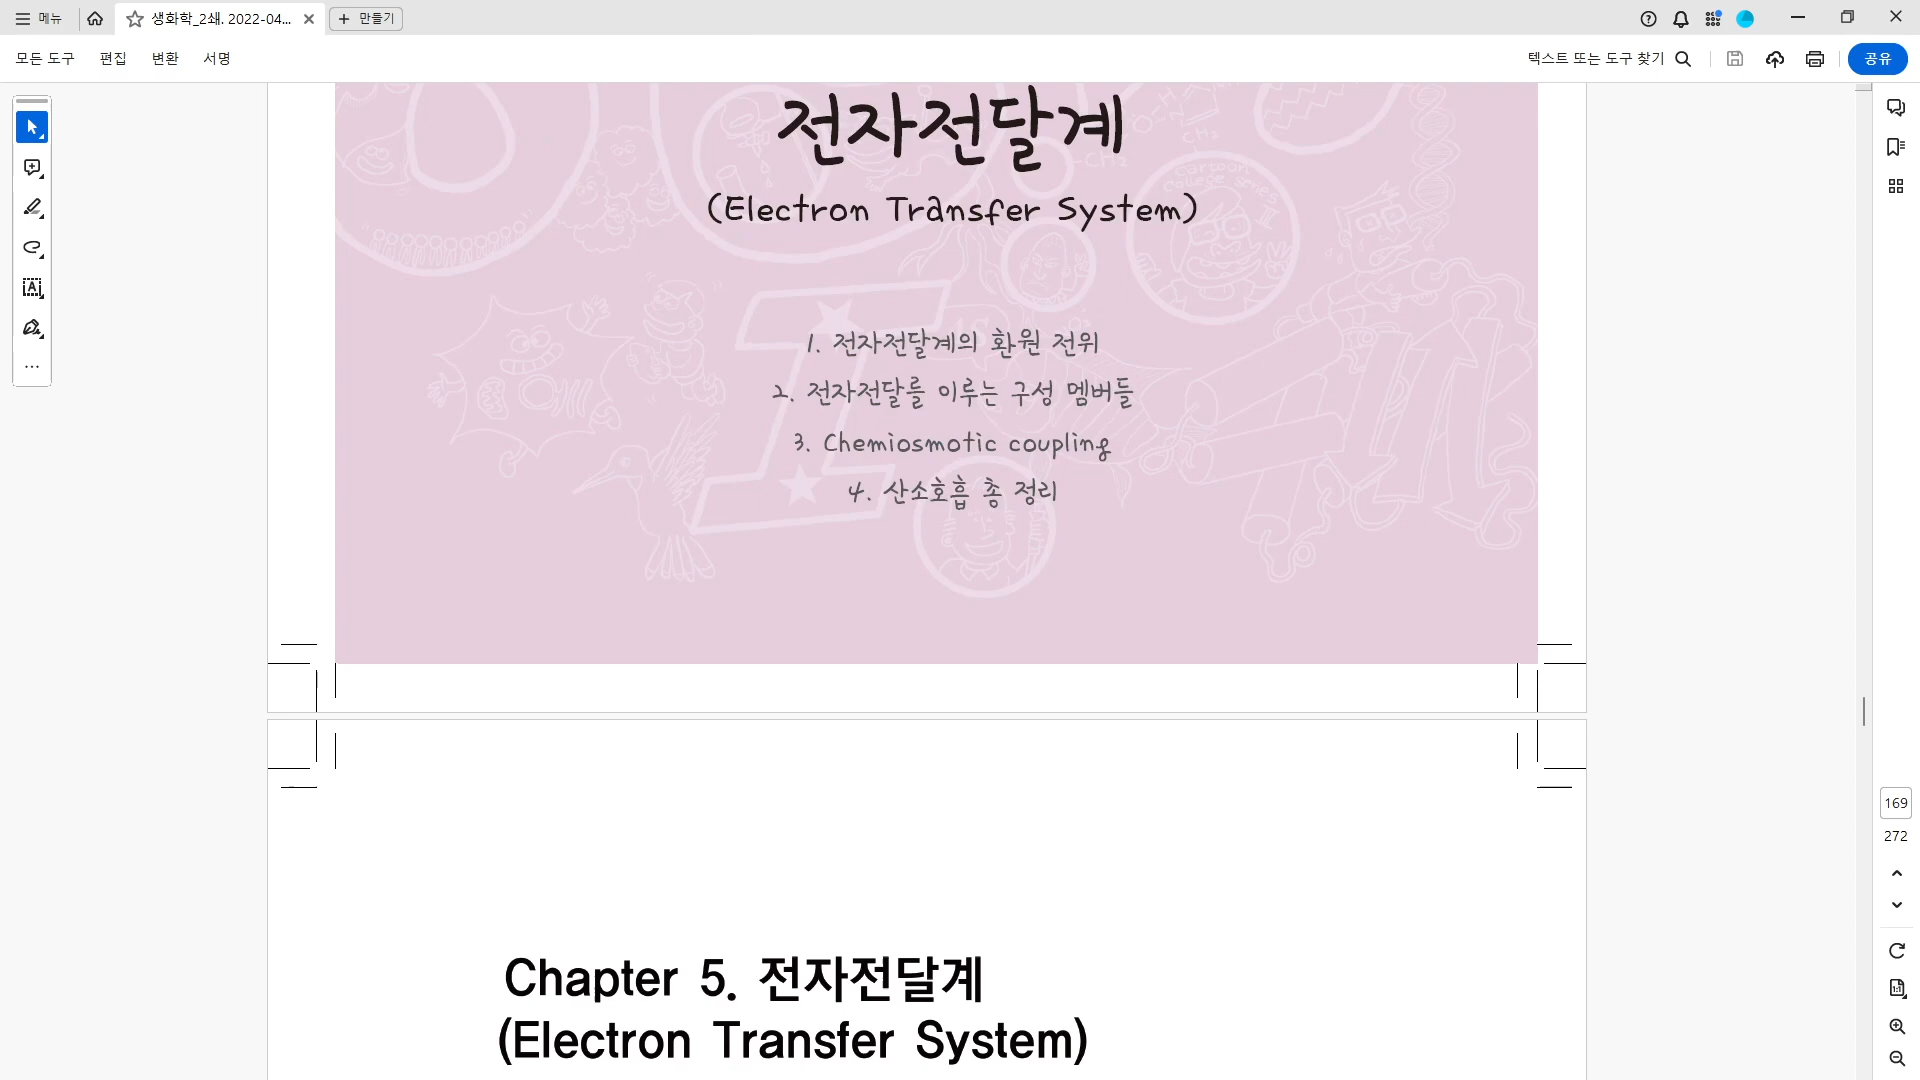 메뉴
생화학_2쇄. 2022-04...
만들기
모든 도구
편집
변환
서명
텍스트 또는 도구 찾기
공유
전자전달계
(Electron Transfer System)
1. 전자전달계의 환원 전위
2. 전자전달를 이루는 구성 멤버들
3. Chemiosmotic coupling
4. 산소호흡 총 정리
169
272
Chapter 5. 전자전달계
(Electron Transfer System)